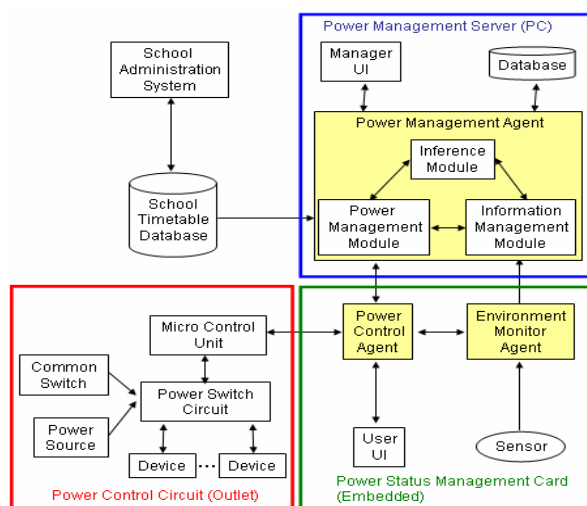 Power Management Server (PC)
School
Administration
System
Manager
UI
Database
Power Management Agent
Inference
Module
School
Timetable
Database
Power
Management
Module
Information
Management
Module
Micro Control
Unit
Power
Control
Agent
Environment
Monitor
Agent
Common
Switch
Power Switch
Circuit
Power
Source
Device
...
Device
User
UI
Sensor
Power Control Circuit (Outlet)
Power Status Management Card
(Embedded)